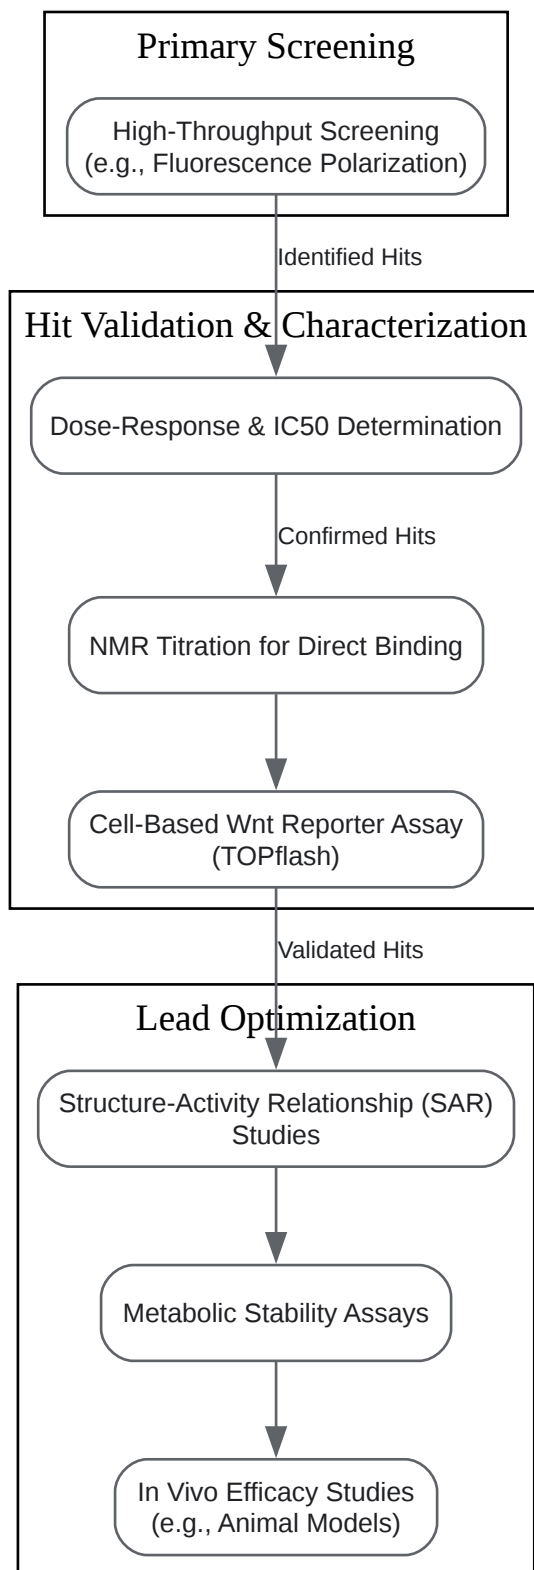 Primary Screening
High-Throughput Screening
(e.g., Fluorescence Polarization)
Identified Hits
Hit Validation & Characterization
Dose-Response & IC50 Determination
Confirmed Hits
NMR Titration for Direct Binding
Cell-Based Wnt Reporter Assay
(TOPflash)
Validated Hits
Lead Optimization
Structure-Activity Relationship (SAR)
Studies
Metabolic Stability Assays
In Vivo Efficacy Studies
(e.g., Animal Models)